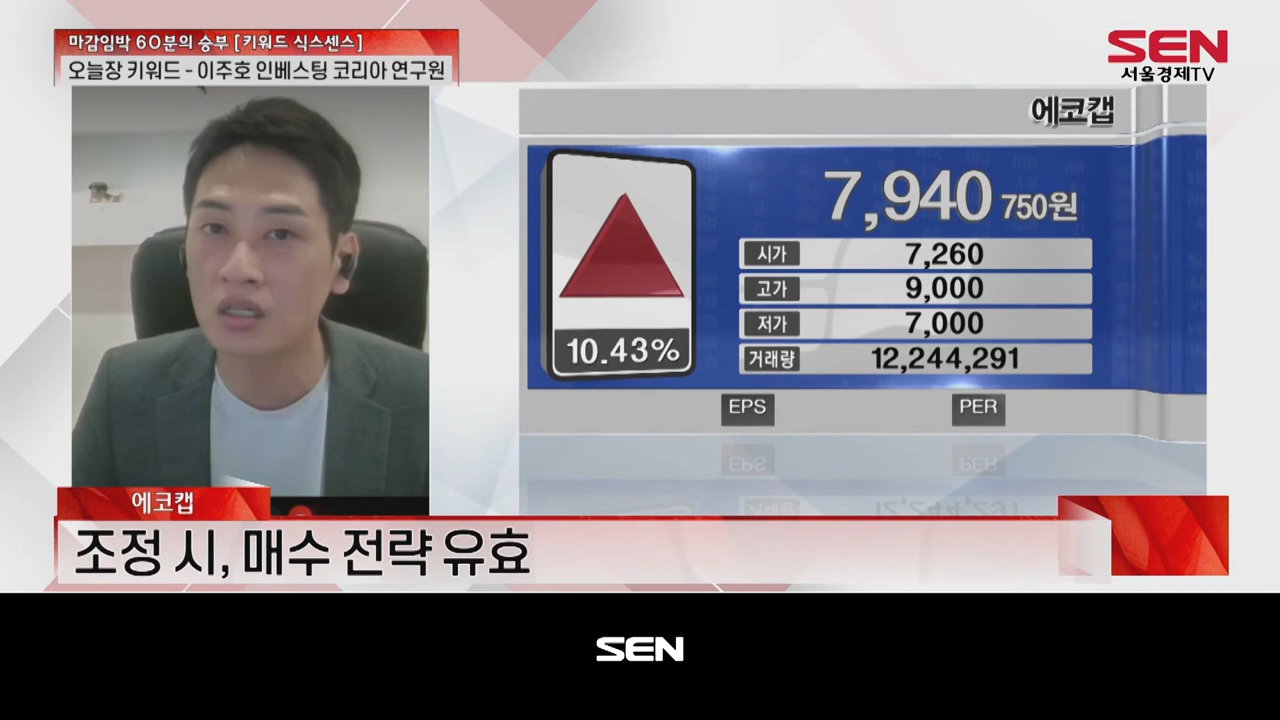 마감임박 60분의 승부 [키워드 식스센스]
오늘장 키워드 - 이주호 인베스팅 코리아 연구원
SEN
서울경제TV
에코캡
7,940 750원
10.43%
시가 7,260
고가 9,000
저가 7,000
거래량 12,244,291
EPS PER
에코캡
조정 시, 매수 전략 유효
SEN